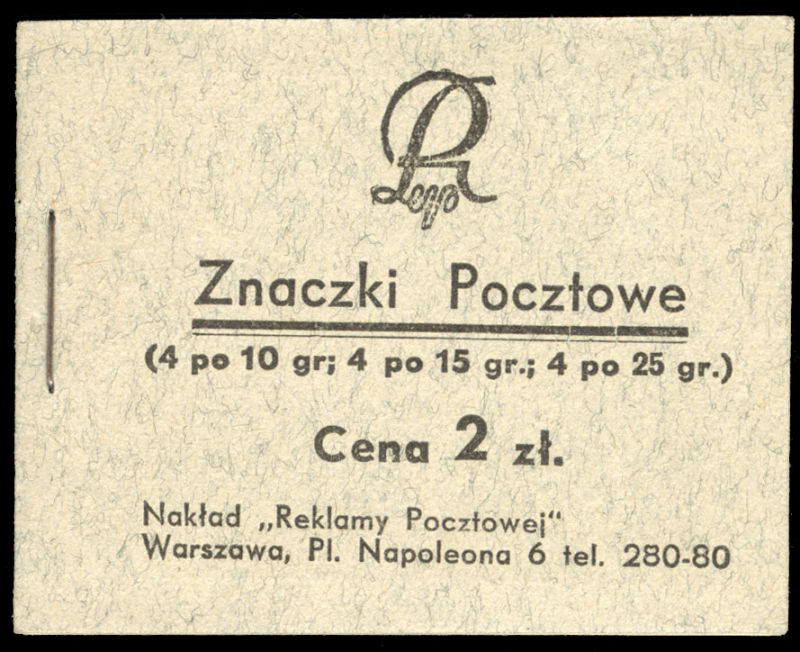 Znaczki Pocztowe
(4 po 10 gr; 4 po 15 gr.; 4 po 25 gr.)
Cena 2 zł.
Nakład „Reklamy Pocztowej“
Warszawa, Pl. Napoleona 6 tel. 280-80